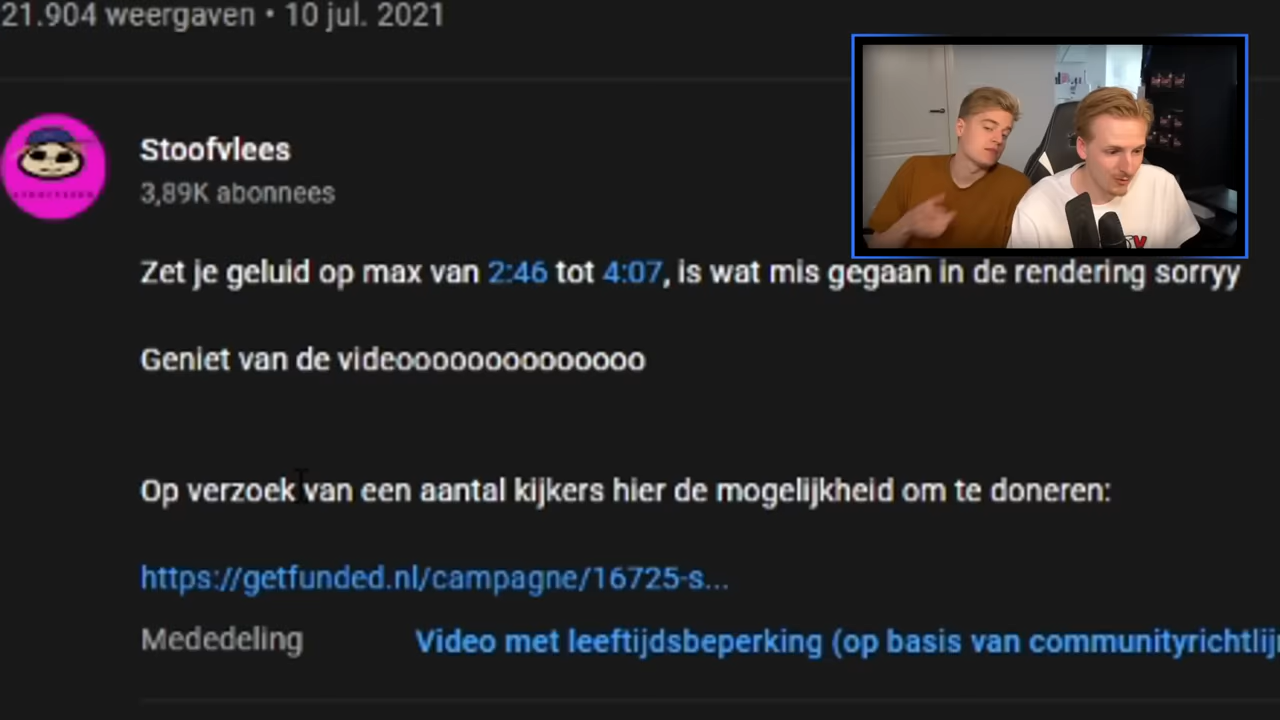 21.904 weergaven • 10 jul. 2021
Stoofvlees
3,89K abonnees
Zet je geluid op max van 2:46 tot 4:07, is wat mis gegaan in de rendering sorryy
Geniet van de videoooooooooooooo
Op verzoek van een aantal kijkers hier de mogelijkheid om te doneren:
https://getfunded.nl/campagne/16725-s...
Mededeling
Video met leeftijdsbeperking (op basis van communityrichtlij